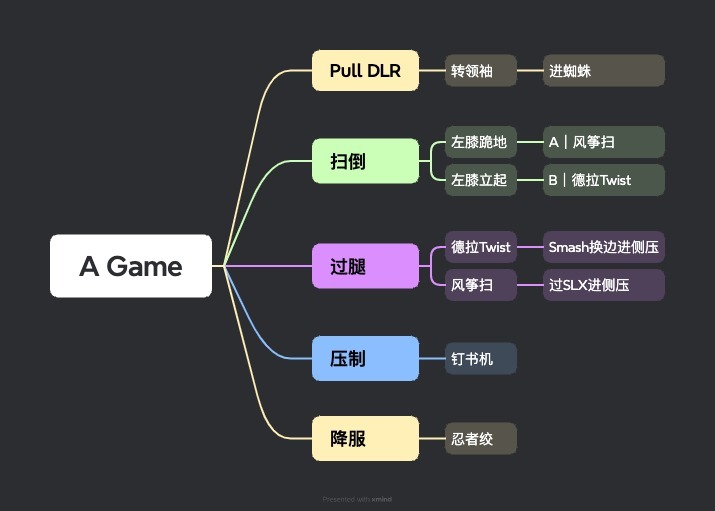 A Game
Pull DLR
转领袖
进蜘蛛
扫倒
左膝跪地
A｜风筝扫
左膝立起
B｜德拉Twist
过腿
德拉Twist
Smash换边进侧压
风筝扫
过SLX进侧压
压制
钉书机
降服
忍者绞
Presented with xmind